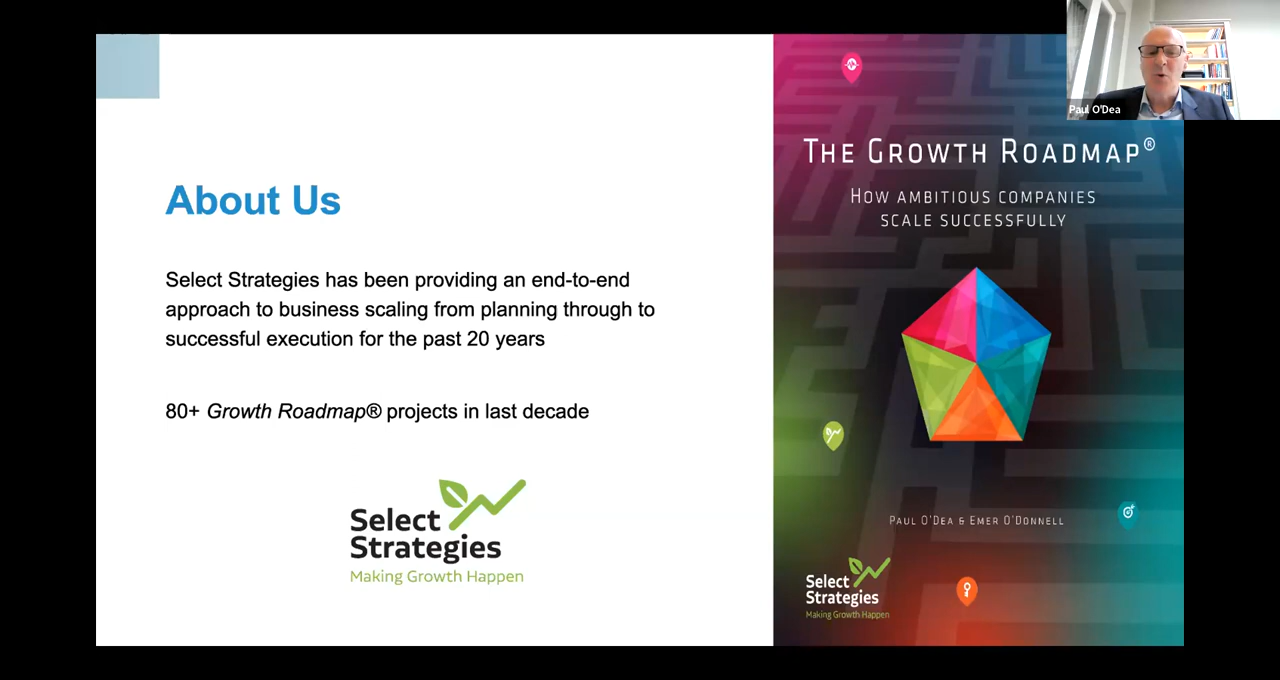 About Us
Select Strategies has been providing an end-to-end
approach to business scaling from planning through to
successful execution for the past 20 years
80+ Growth Roadmap® projects in last decade
Select
Strategies
Making Growth Happen
THE GROWTH ROADMAP®
HOW AMBITIOUS COMPANIES
SCALE SUCCESSFULLY
PAUL O'DEA & EMER O'DONNELL
Select
Strategies
Making Growth Happen
Paul O'Dea